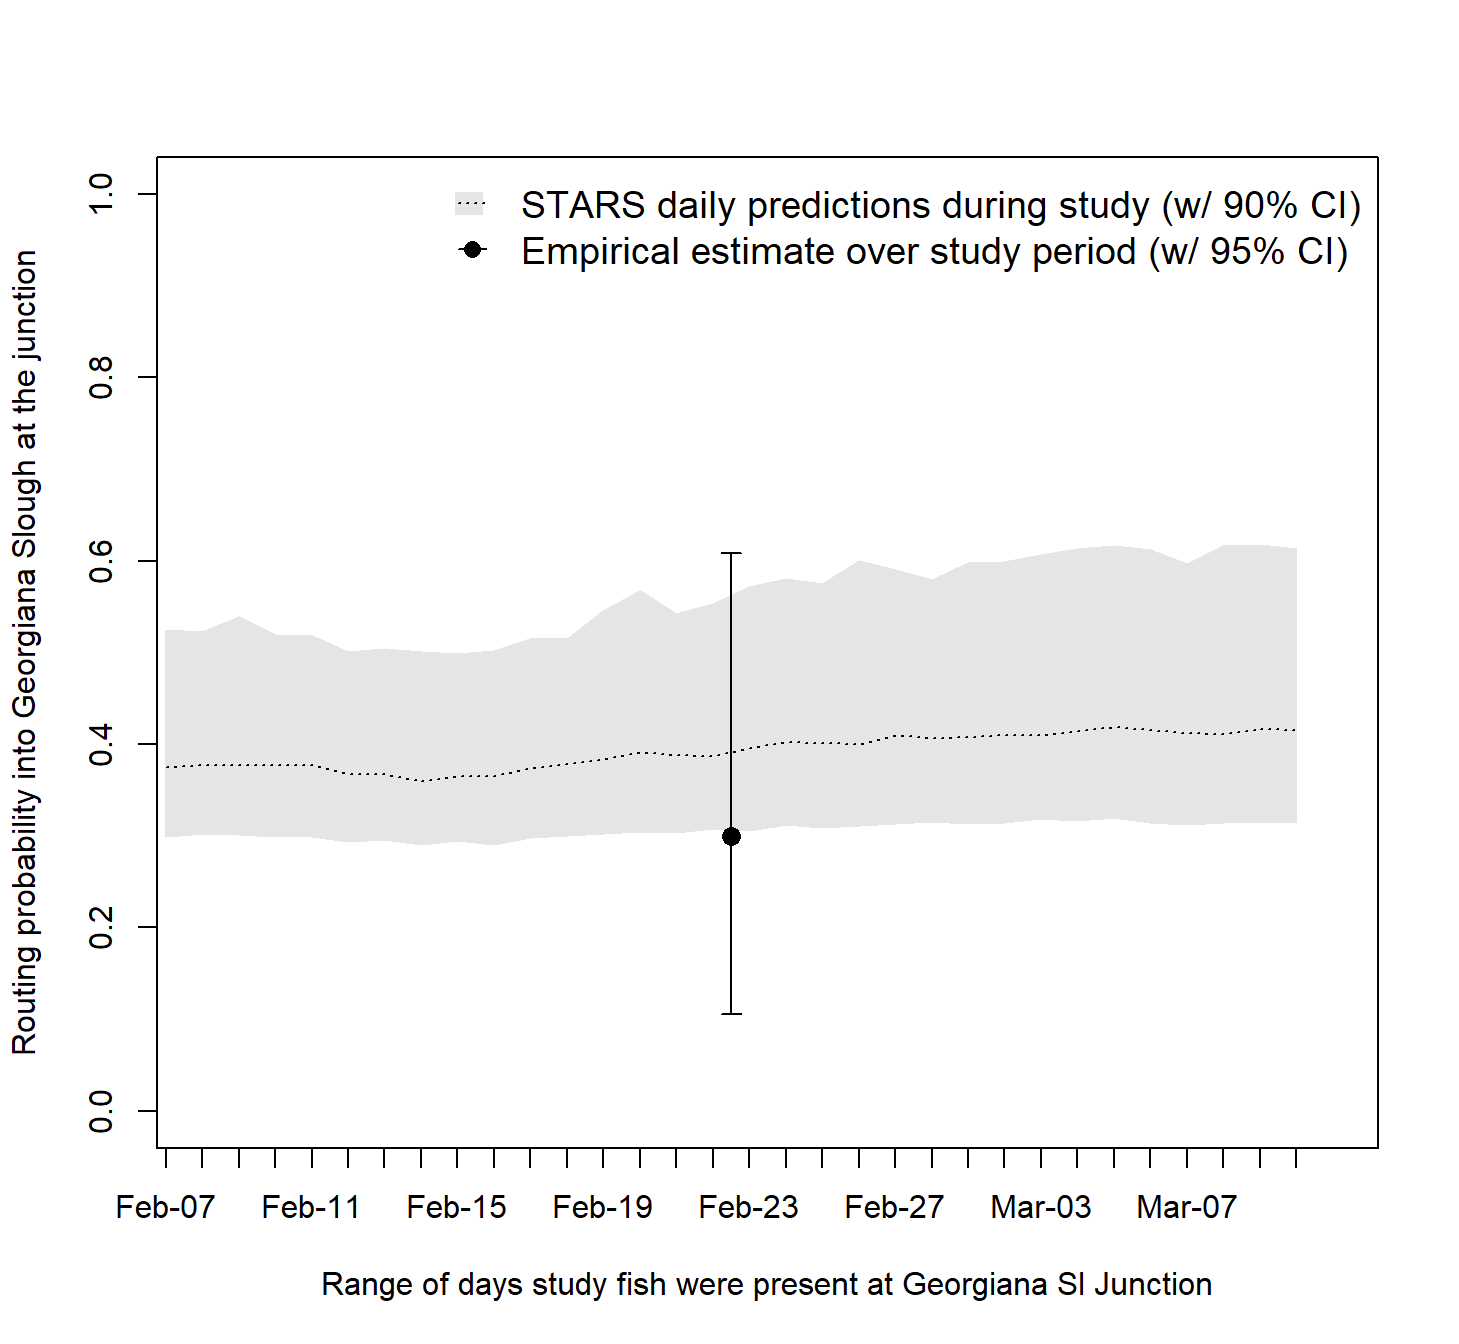 STARS daily predictions during study (w/ 90% CI)
Empirical estimate over study period (w/ 95% CI)
Routing probability into Georgiana Slough at the junction
1.0
0.8
0.6
0.4
0.2
0.0
Feb-07 Feb-11 Feb-15 Feb-19 Feb-23 Feb-27 Mar-03 Mar-07
Range of days study fish were present at Georgiana Sl Junction